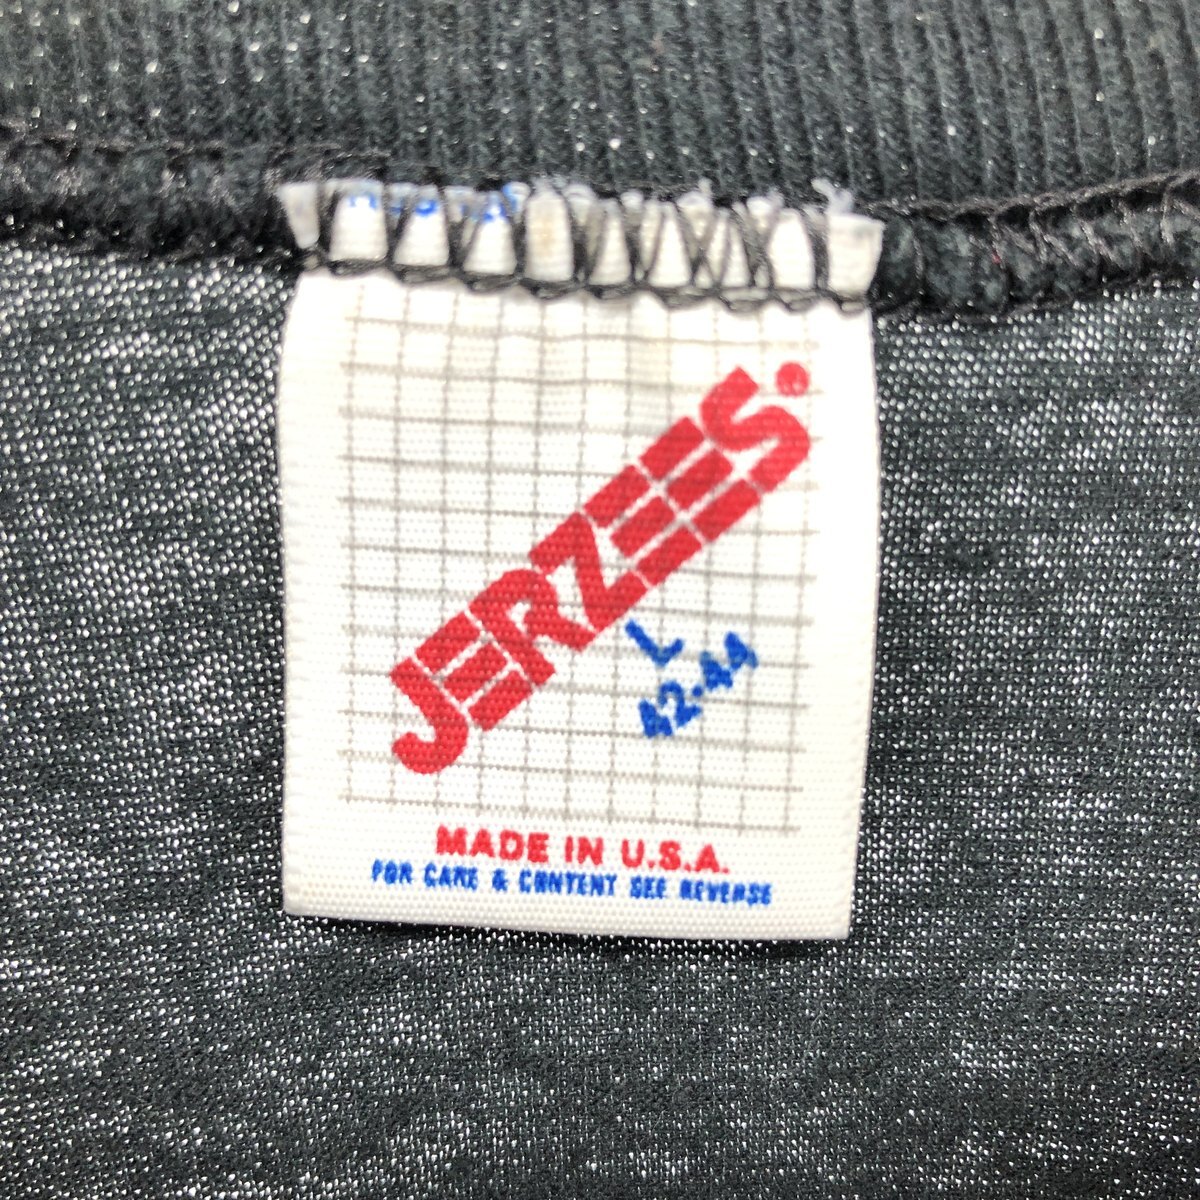 JERZEES
L
42-44
MADE IN U.S.A.
FOR CARE & CONTENT SEE REVERSE